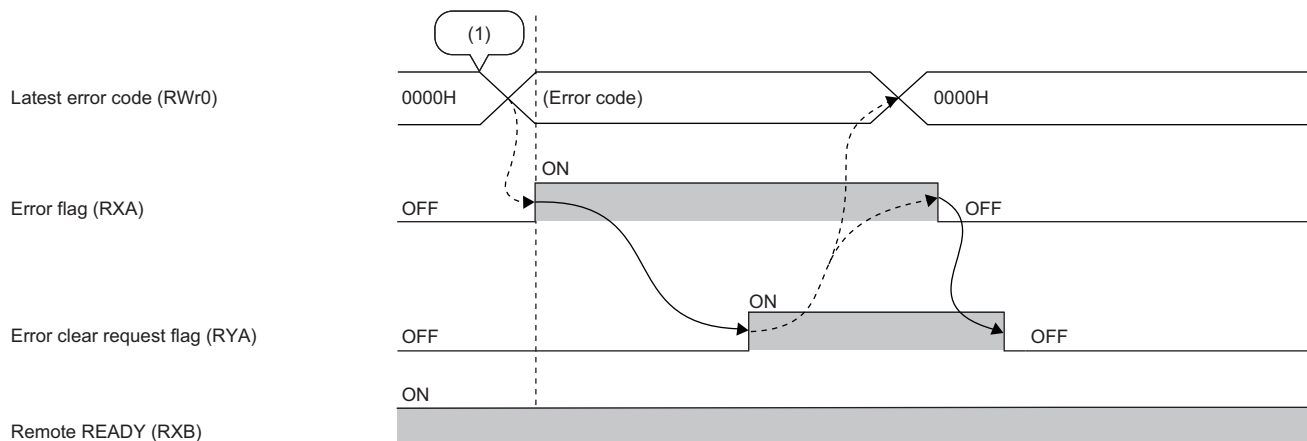 (1)
Latest error code (RWr0)
0000H
(Error code)
0000H
ON
Error flag (RXA)
OFF
OFF
ON
Error clear request flag (RYA)
OFF
OFF
ON
Remote READY (RXB)